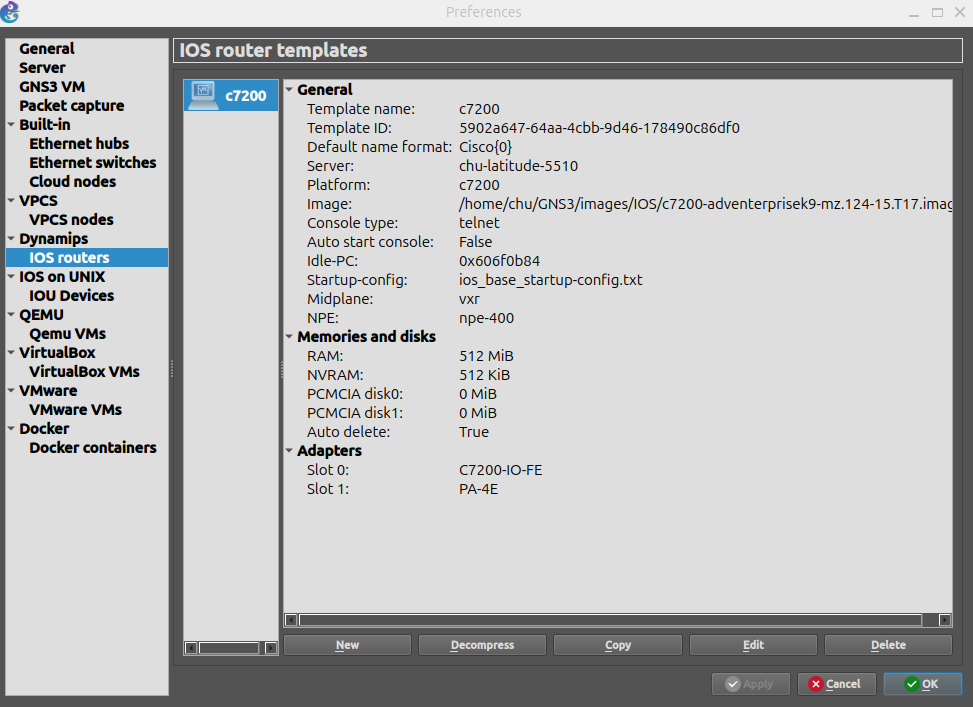 Preferences
General
Server
GNS3 VM
Packet capture
Built-in
Ethernet hubs
Ethernet switches
Cloud nodes
VPCS
VPCS nodes
Dynamips
IOS routers
IOS on UNIX
IOU Devices
QEMU
Qemu VMs
VirtualBox
VirtualBox VMs
VMware
VMware VMs
Docker
Docker containers
IOS router templates
c7200
General
Template name: c7200
Template ID: 5902a647-64aa-4cbb-9d46-178490c86df0
Default name format: Cisco{0}
Server: chu-latitude-5510
Platform: c7200
Image: /home/chu/GNS3/images/IOS/c7200-adventerprisek9-mz.124-15.T17.imag
Console type: telnet
Auto start console: False
Idle-PC: 0x606f0b84
Startup-config: ios_base_startup-config.txt
Midplane: vxr
NPE: npe-400
Memories and disks
RAM: 512 MiB
NVRAM: 512 KiB
PCMCIA disk0: 0 MiB
PCMCIA disk1: 0 MiB
Auto delete: True
Adapters
Slot 0: C7200-IO-FE
Slot 1: PA-4E
New Decompress Copy Edit Delete
Apply Cancel OK